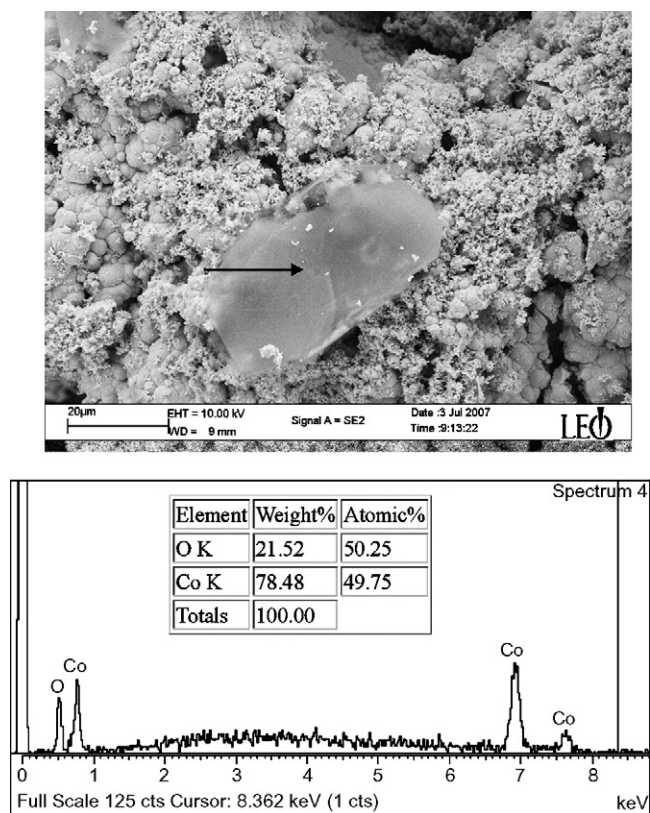 20µm
EHT = 10.00 kV
WD = 9 mm
Signal A = SE2
Date :3 Jul 2007
Time :9:13:22
LEO
Spectrum 4
Element Weight% Atomic%
O K 21.52 50.25
Co K 78.48 49.75
Totals 100.00
O
Co
Co
Co
0 1 2 3 4 5 6 7 8
Full Scale 125 cts Cursor: 8.362 keV (1 cts)
keV